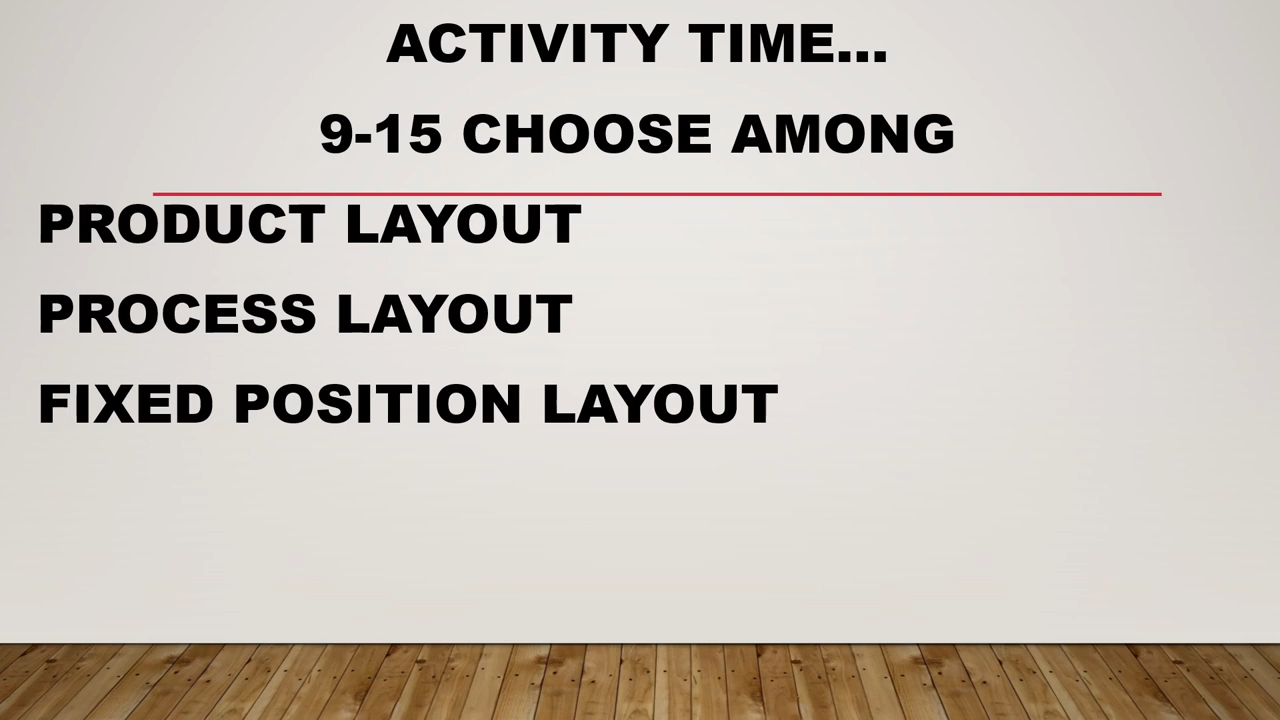 ACTIVITY TIME...
9-15 CHOOSE AMONG
PRODUCT LAYOUT
PROCESS LAYOUT
FIXED POSITION LAYOUT